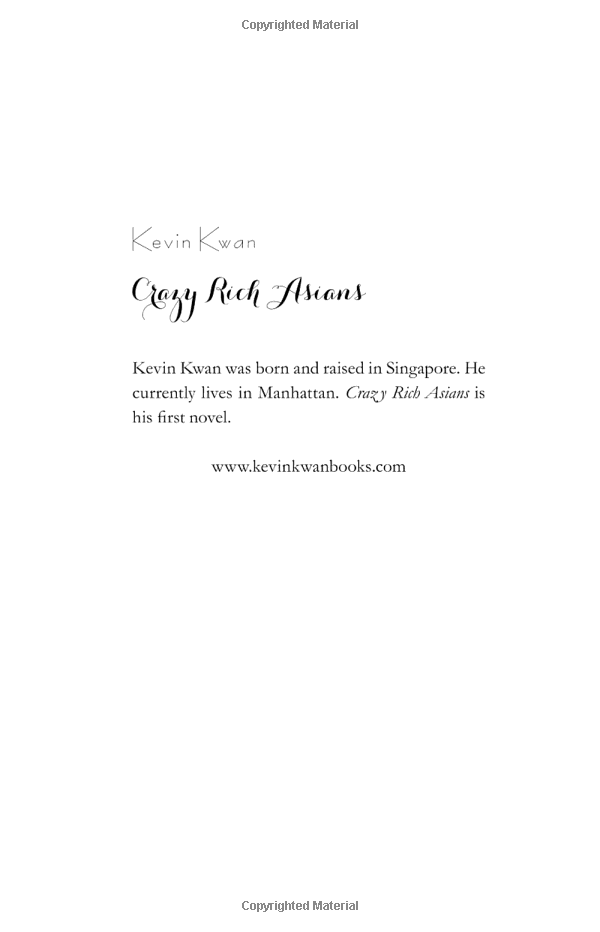 Copyrighted Material
Kevin Kwan
Crazy Rich Asians
Kevin Kwan was born and raised in Singapore. He
currently lives in Manhattan. Crazy Rich Asians is
his first novel.
www.kevinkwanbooks.com
Copyrighted Material